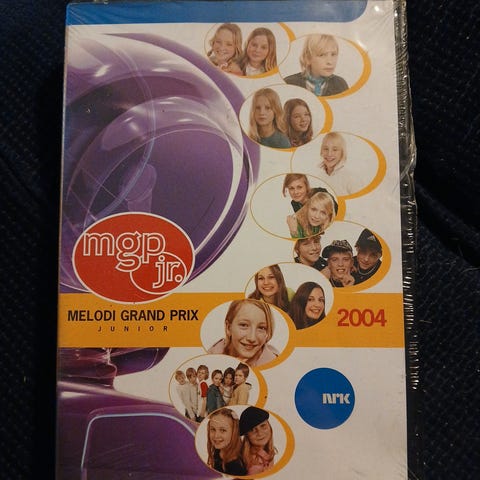 mgp
jr.
MELODI GRAND PRIX
JUNIOR
2004
NRK